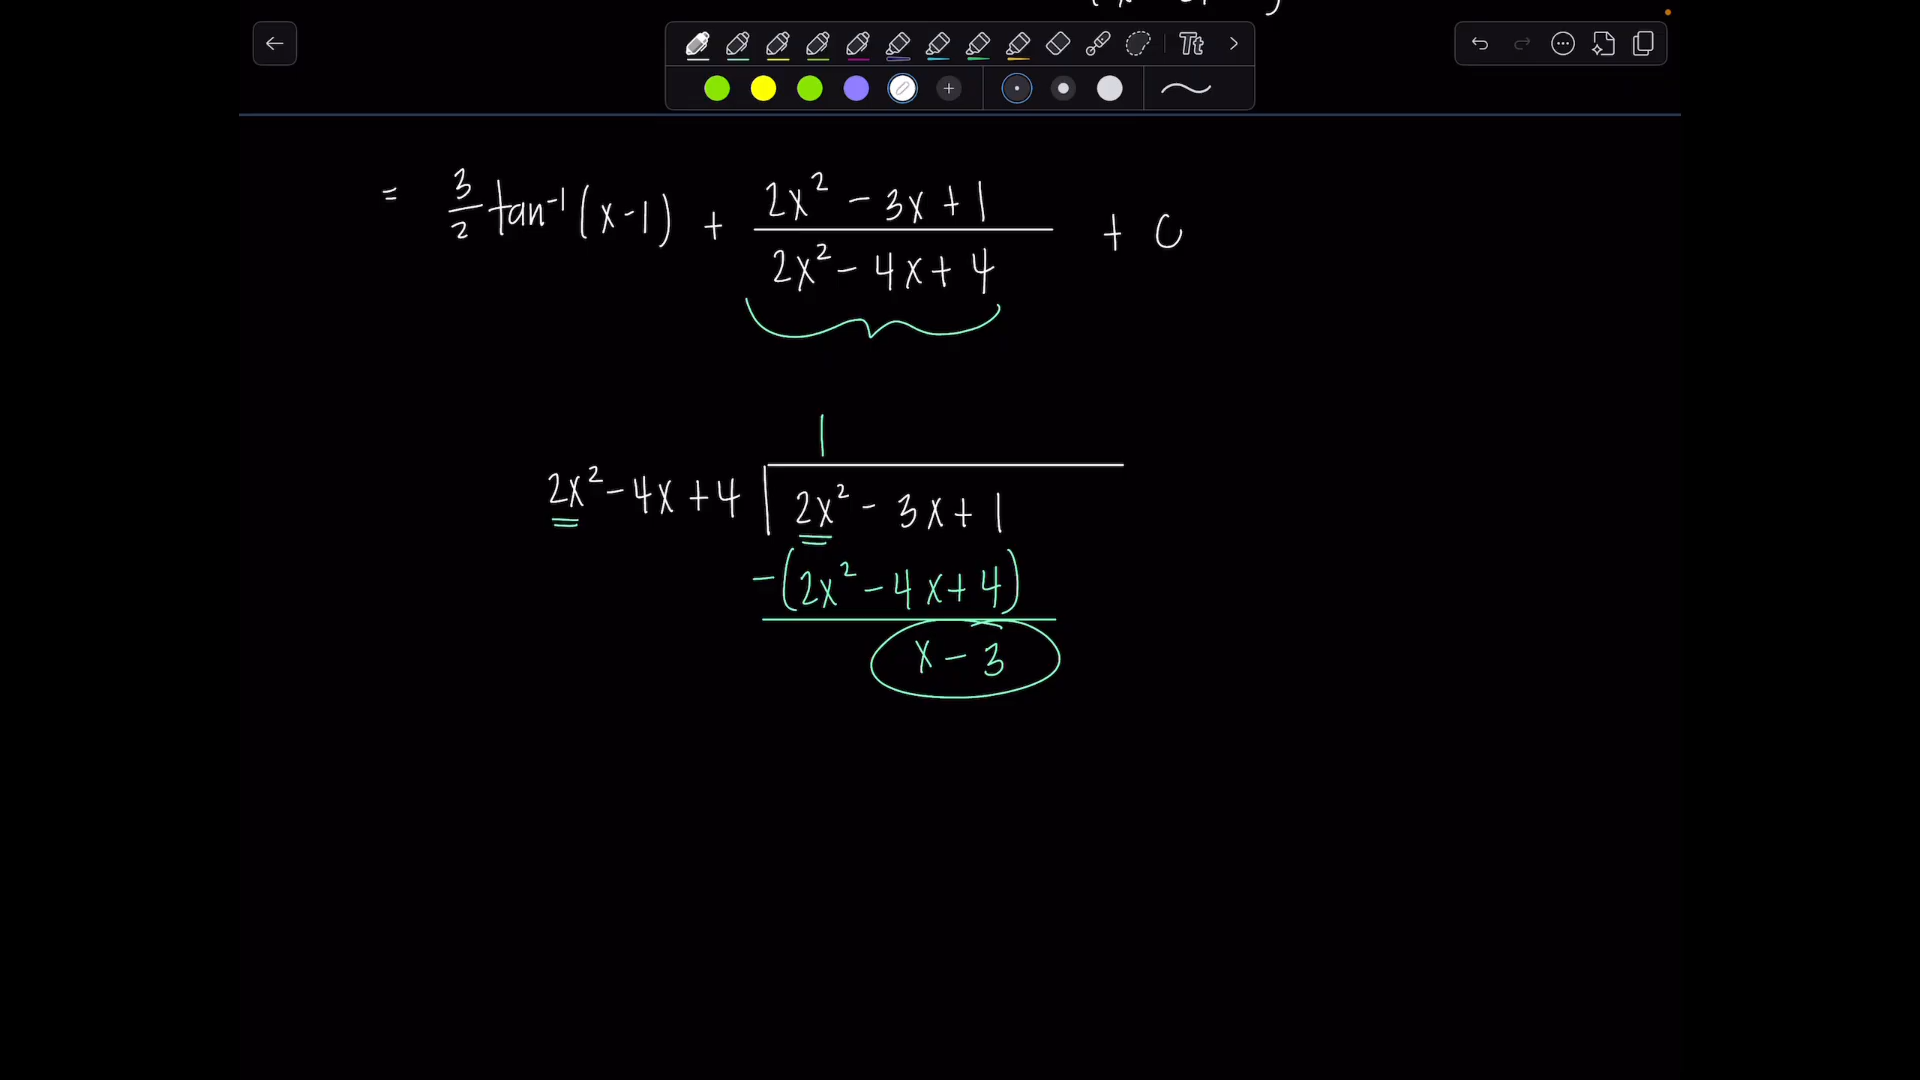 Tt
= 3/2 tan⁻¹(x-1) + (2x² - 3x + 1)/(2x² - 4x + 4) + C
1
2x² - 4x + 4 | 2x² - 3x + 1
-(2x² - 4x + 4)
x - 3